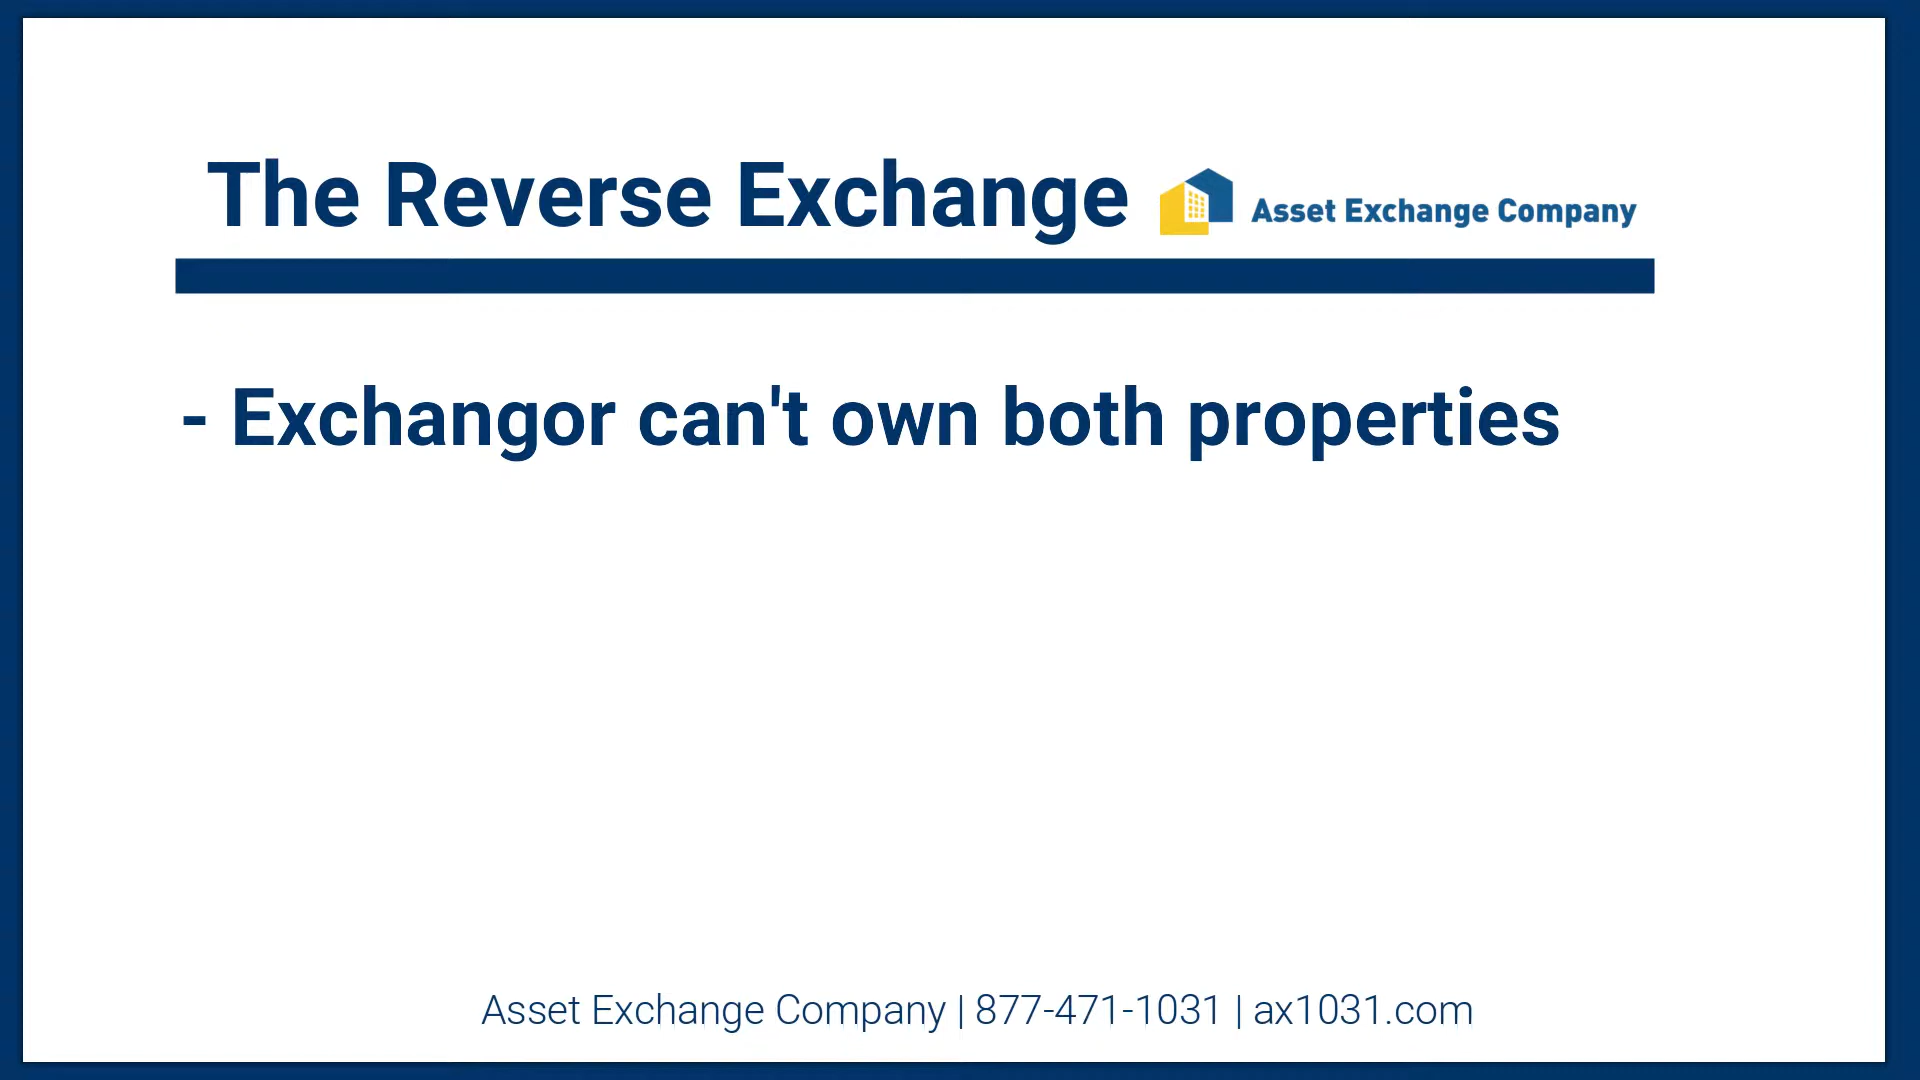 The Reverse Exchange
Asset Exchange Company
- Exchangor can't own both properties
Asset Exchange Company | 877-471-1031 | ax1031.com